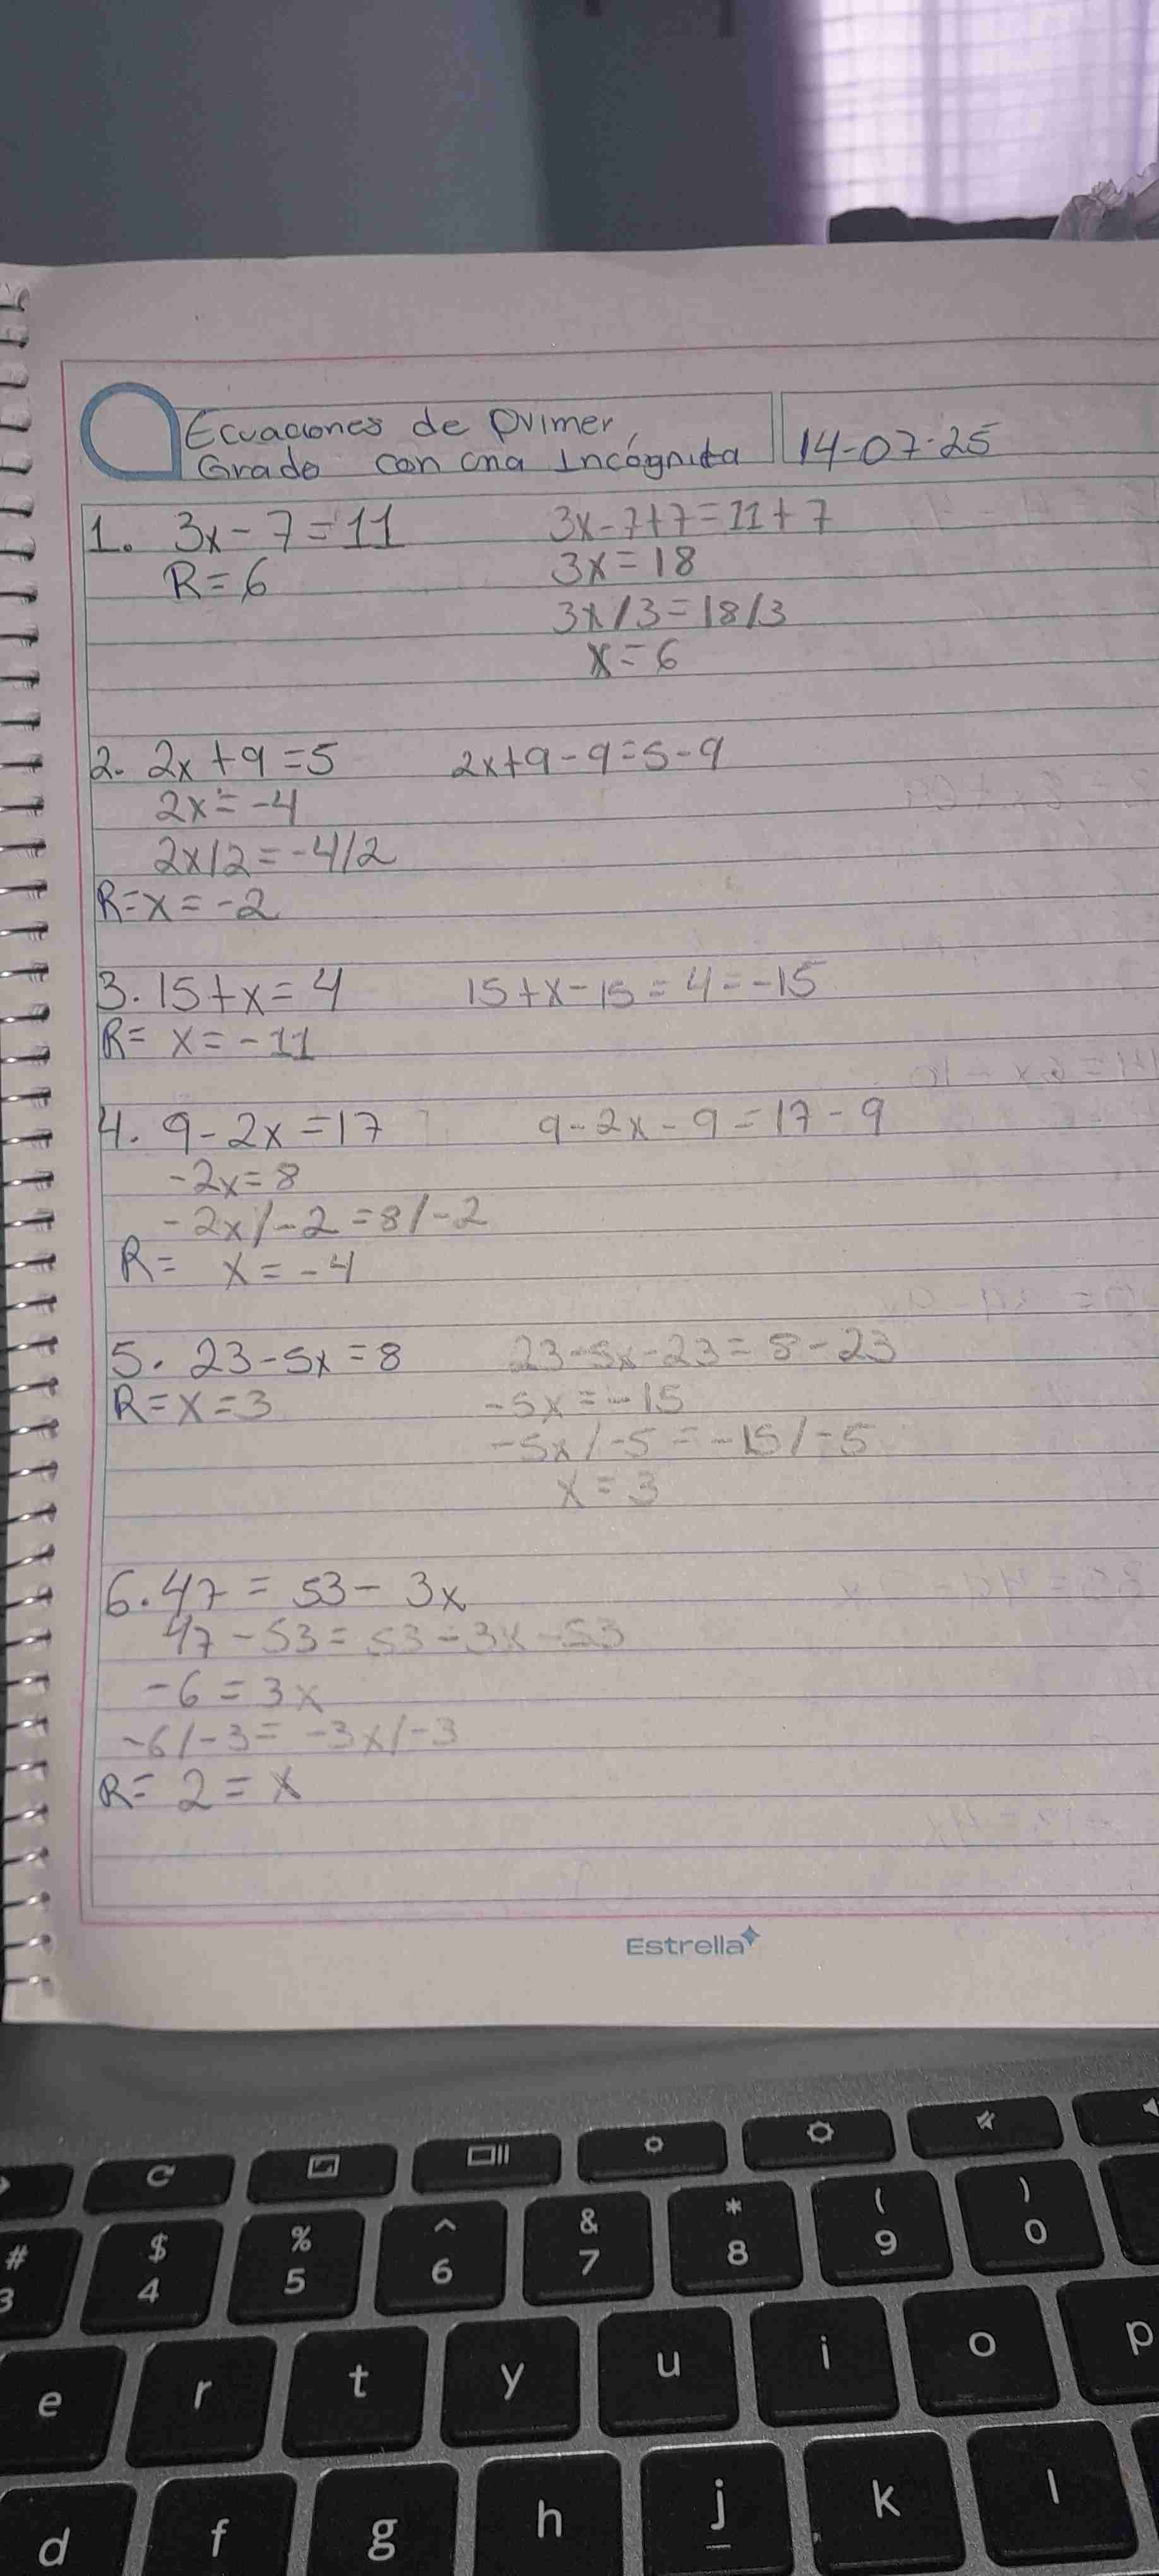 Ecuaciones de primer
Grado con una Incógnita
14-07-25
1. 3x - 7 = 11
3x - 7 + 7 = 11 + 7
R = 6
3x = 18
3x / 3 = 18 / 3
x = 6
2. 2x + 9 = 5
2x + 9 - 9 = 5 - 9
2x = -4
2x/2 = -4/2
R = x = -2
3. 15 + x = 4
15 + x - 15 = 4 = -15
R = x = -11
4. 9 - 2x = 17
9 - 2x - 9 = 17 - 9
-2x = 8
-2x / -2 = 8 / -2
R = x = -4
5. 23 - 5x = 8
23 - 5x - 23 = 8 - 23
R = x = 3
-5x = -15
-5x / -5 = -15 / -5
x = 3
6. 47 = 53 - 3x
47 - 53 = 53 - 3x - 53
-6 = 3x
-6 / -3 = -3x / -3
R = 2 = x
Estrella
# $ % ^ & * ( )
3 4 5 6 7 8 9 0
e r t y u i o p
d f g h j k l